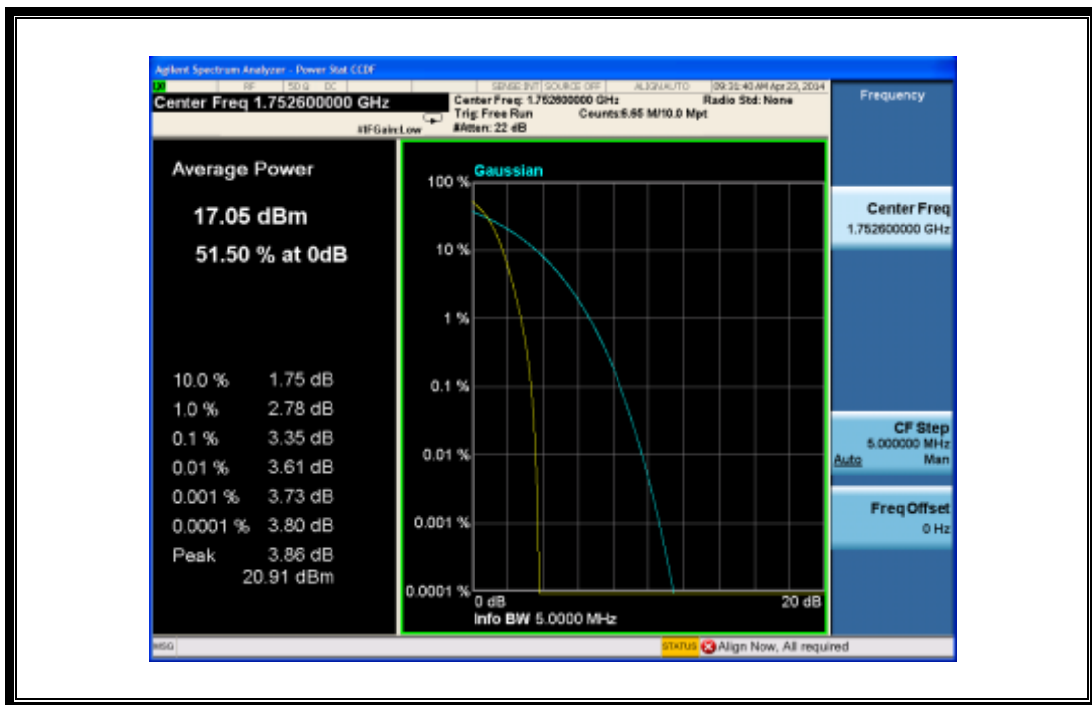 Agilent Spectrum Analyzer - Power Stat CCDF
RF 50 Ω DC SENSE:INT SOURCE OFF ALIGNAUTO 09:31:40 AM Apr 23, 2014
Center Freq 1.752600000 GHz
Center Freq: 1.752600000 GHz Radio Std: None
Trig: Free Run Counts:6.65 M/10.0 Mpt
#IFGain:Low #Atten: 22 dB
Average Power
17.05 dBm
51.50 % at 0dB
10.0 % 1.75 dB
1.0 % 2.78 dB
0.1 % 3.35 dB
0.01 % 3.61 dB
0.001 % 3.73 dB
0.0001 % 3.80 dB
Peak 3.86 dB
20.91 dBm
Gaussian
100 %
10 %
1 %
0.1 %
0.01 %
0.001 %
0.0001 %
0 dB 20 dB
Info BW 5.0000 MHz
Frequency
Center Freq
1.752600000 GHz
CF Step
5.000000 MHz
Auto Man
Freq Offset
0 Hz
MSG STATUS Align Now, All required